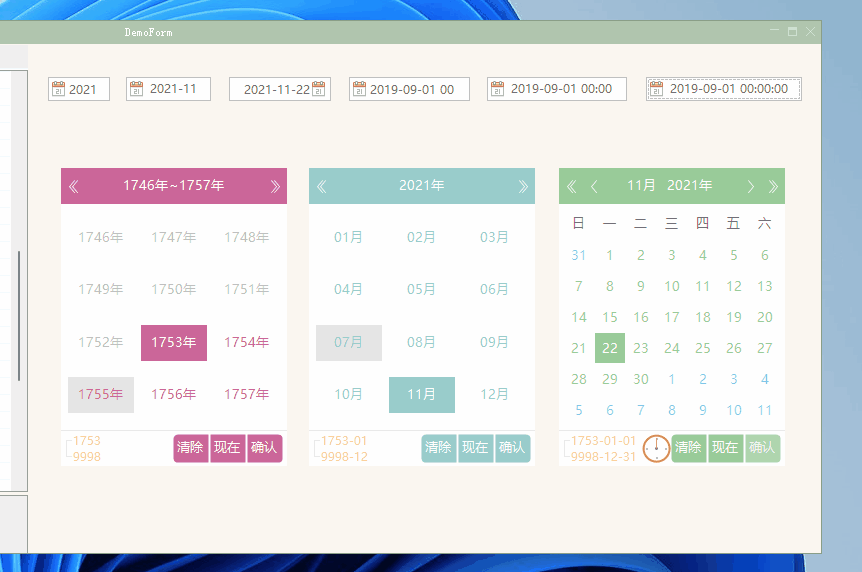 DemoForm
2021
2021-11
2021-11-22
2019-09-01 00
2019-09-01 00:00
2019-09-01 00:00:00
1746年~1757年
1746年 1747年 1748年
1749年 1750年 1751年
1752年 1753年 1754年
1755年 1756年 1757年
1753
9998
清除 现在 确认
2021年
01月 02月 03月
04月 05月 06月
07月 08月 09月
10月 11月 12月
1753-01
9998-12
清除 现在 确认
11月 2021年
日 一 二 三 四 五 六
31 1 2 3 4 5 6
7 8 9 10 11 12 13
14 15 16 17 18 19 20
21 22 23 24 25 26 27
28 29 30 1 2 3 4
5 6 7 8 9 10 11
1753-01-01
9998-12-31
清除 现在 确认